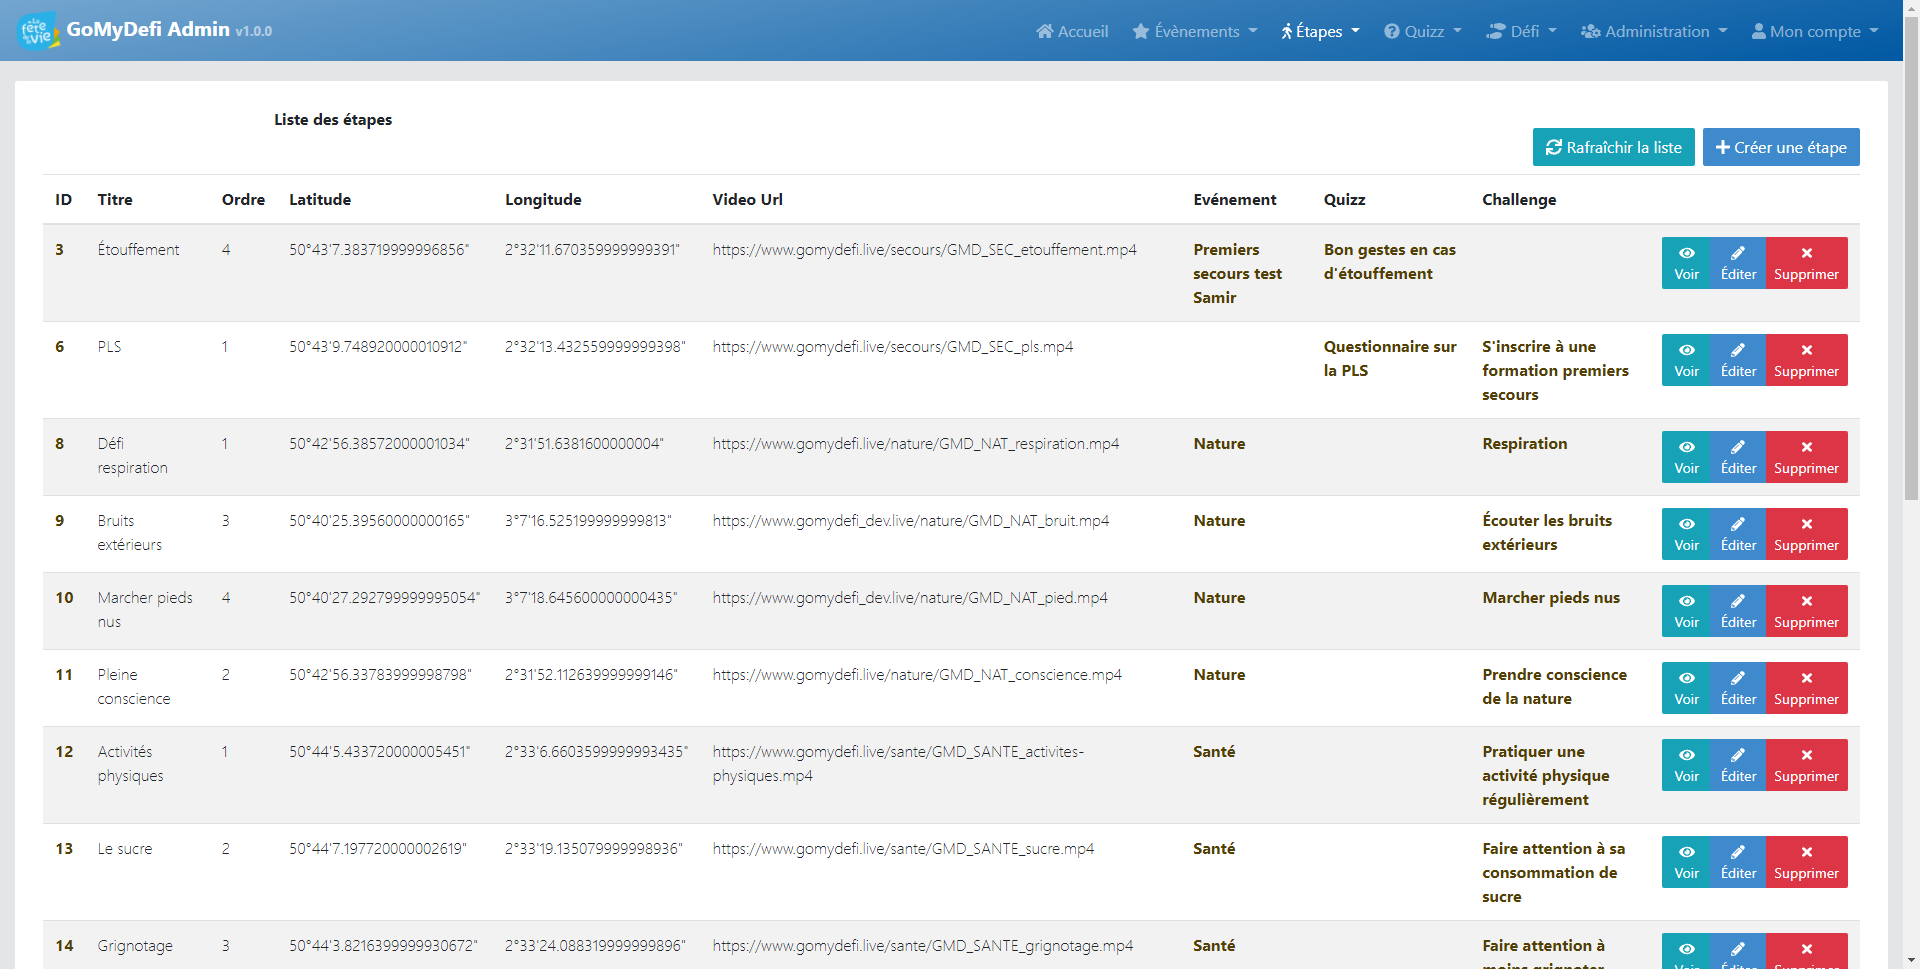 la fête de la Vie GoMyDefi Admin v1.0.0 Accueil Évènements Étapes Quizz Défi Administration Mon compte
Liste des étapes
Rafraîchir la liste Créer une étape
ID Titre Ordre Latitude Longitude Video Url Evénement Quizz Challenge
3 Étouffement 4 50°43'7.383719999996856" 2°32'11.670359999999391" https://www.gomydefi.live/secours/GMD_SEC_etouffement.mp4 Premiers Bon gestes en cas
secours test d'étouffement Voir Éditer Supprimer
Samir
6 PLS 1 50°43'9.748920000010912" 2°32'13.432559999999398" https://www.gomydefi.live/secours/GMD_SEC_pls.mp4 Questionnaire sur S'inscrire à une
la PLS formation premiers Voir Éditer Supprimer
secours
8 Défi 1 50°42'56.38572000001034" 2°31'51.6381600000004" https://www.gomydefi.live/nature/GMD_NAT_respiration.mp4 Nature Respiration
respiration Voir Éditer Supprimer
9 Bruits 3 50°40'25.39560000000165" 3°7'16.525199999999813" https://www.gomydefi_dev.live/nature/GMD_NAT_bruit.mp4 Nature Écouter les bruits
extérieurs extérieurs Voir Éditer Supprimer
10 Marcher pieds 4 50°40'27.292799999995054" 3°7'18.645600000000435" https://www.gomydefi_dev.live/nature/GMD_NAT_pied.mp4 Nature Marcher pieds nus
nus Voir Éditer Supprimer
11 Pleine 2 50°42'56.33783999998798" 2°31'52.112639999999146" https://www.gomydefi.live/nature/GMD_NAT_conscience.mp4 Nature Prendre conscience
conscience de la nature Voir Éditer Supprimer
12 Activités 1 50°44'5.433720000005451" 2°33'6.6603599999993435" https://www.gomydefi.live/sante/GMD_SANTE_activites- Santé Pratiquer une
physiques physiques.mp4 activité physique Voir Éditer Supprimer
régulièrement
13 Le sucre 2 50°44'7.197720000002619" 2°33'19.135079999998936" https://www.gomydefi.live/sante/GMD_SANTE_sucre.mp4 Santé Faire attention à sa
consommation de Voir Éditer Supprimer
sucre
14 Grignotage 3 50°44'3.8216399999930672" 2°33'24.088319999999896" https://www.gomydefi.live/sante/GMD_SANTE_grignotage.mp4 Santé Faire attention à
moins grignoter Voir Éditer Supprimer